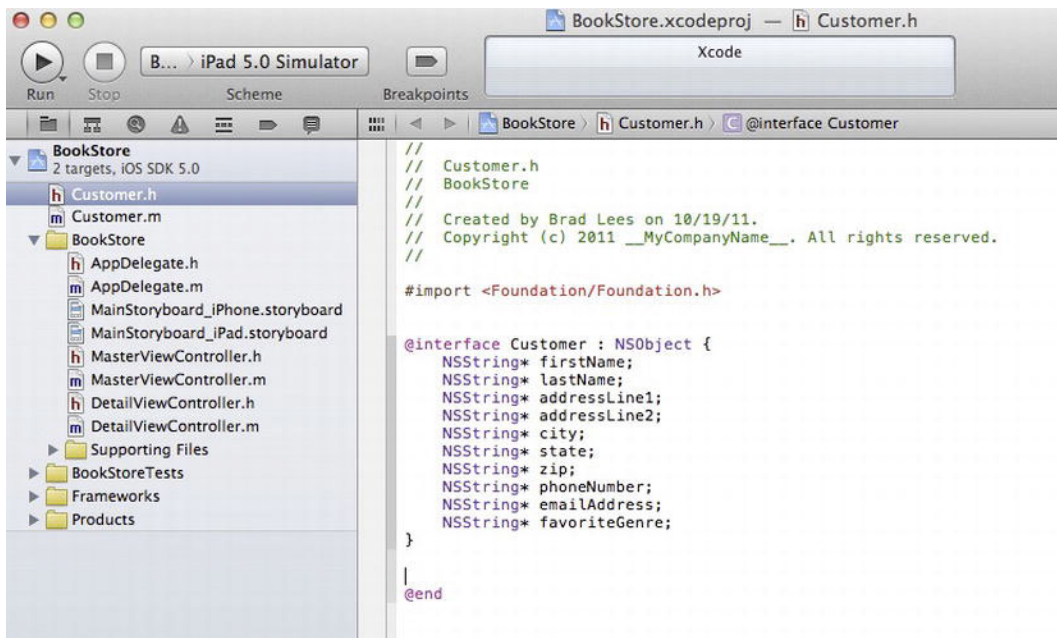 BookStore.xcodeproj — h Customer.h
B... › iPad 5.0 Simulator
Xcode
Run Stop Scheme Breakpoints
BookStore › h Customer.h › C @interface Customer
BookStore
2 targets, iOS SDK 5.0
h Customer.h
m Customer.m
BookStore
h AppDelegate.h
m AppDelegate.m
MainStoryboard_iPhone.storyboard
MainStoryboard_iPad.storyboard
h MasterViewController.h
m MasterViewController.m
h DetailViewController.h
m DetailViewController.m
Supporting Files
BookStoreTests
Frameworks
Products
//
// Customer.h
// BookStore
//
// Created by Brad Lees on 10/19/11.
// Copyright (c) 2011 __MyCompanyName__. All rights reserved.
//
#import <Foundation/Foundation.h>
@interface Customer : NSObject {
NSString* firstName;
NSString* lastName;
NSString* addressLine1;
NSString* addressLine2;
NSString* city;
NSString* state;
NSString* zip;
NSString* phoneNumber;
NSString* emailAddress;
NSString* favoriteGenre;
}
@end